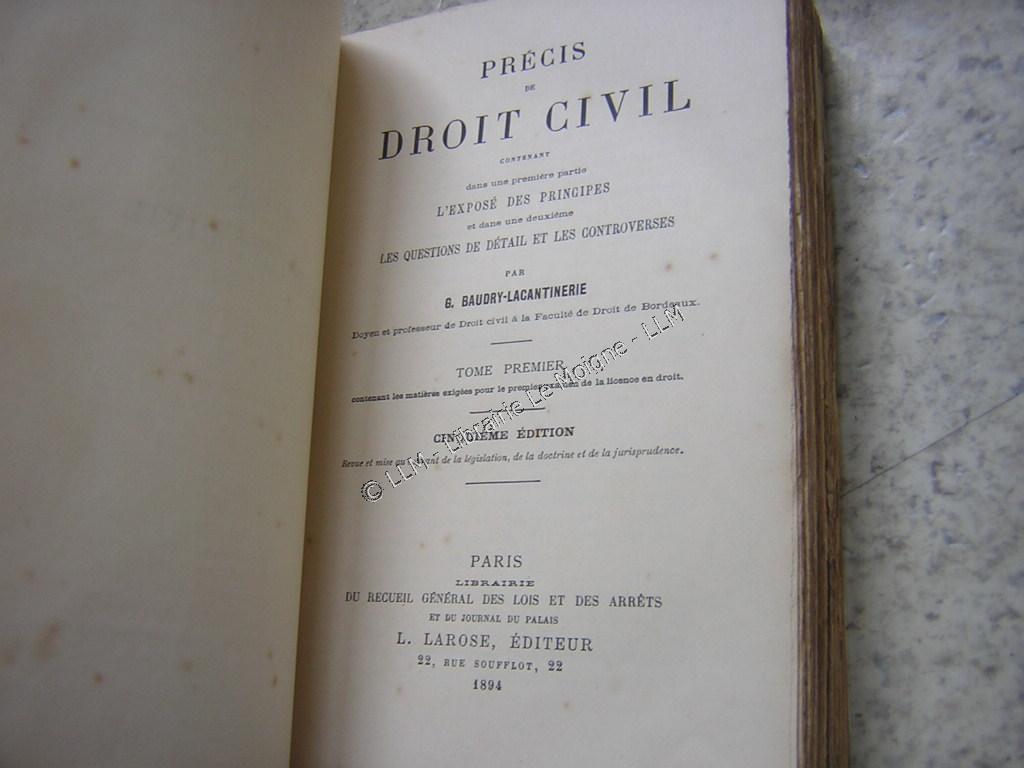 PRÉCIS
DE
DROIT CIVIL
CONTENANT
dans une première partie
L'EXPOSÉ DES PRINCIPES
et dans une deuxième
LES QUESTIONS DE DÉTAIL ET LES CONTROVERSES
PAR
G. BAUDRY-LACANTINERIE
Doyen et professeur de Droit civil à la Faculté de Droit de Bordeaux.
TOME PREMIER
contenant les matières exigées pour le premier examen de la licence en droit.
CINQUIÈME ÉDITION
Revue et mise au courant de la législation, de la doctrine et de la jurisprudence.
PARIS
LIBRAIRIE
DU RECUEIL GÉNÉRAL DES LOIS ET DES ARRÊTS
ET DU JOURNAL DU PALAIS
L. LAROSE, ÉDITEUR
22, RUE SOUFFLOT, 22
1894
© LLM - Librairie Le Moigne - LLM